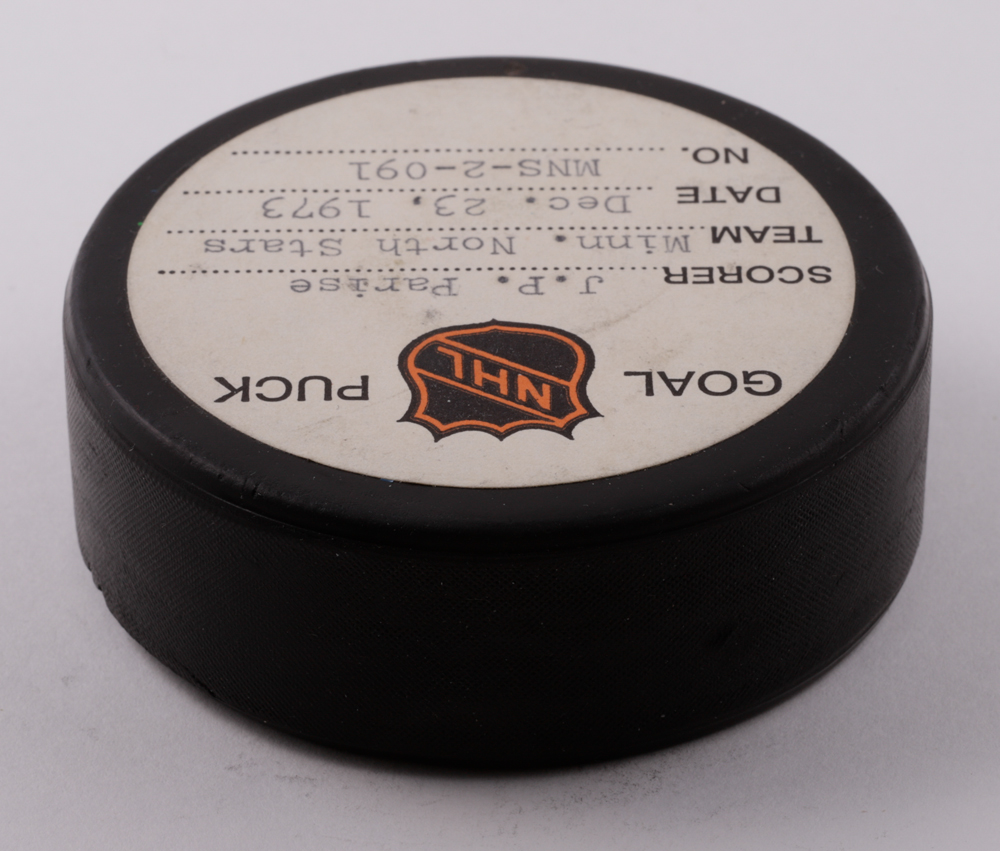 GOAL NHL PUCK
SCORER J.P. Parise
TEAM Minn. North Stars
DATE Dec. 23, 1973
NO. MNS-2-091